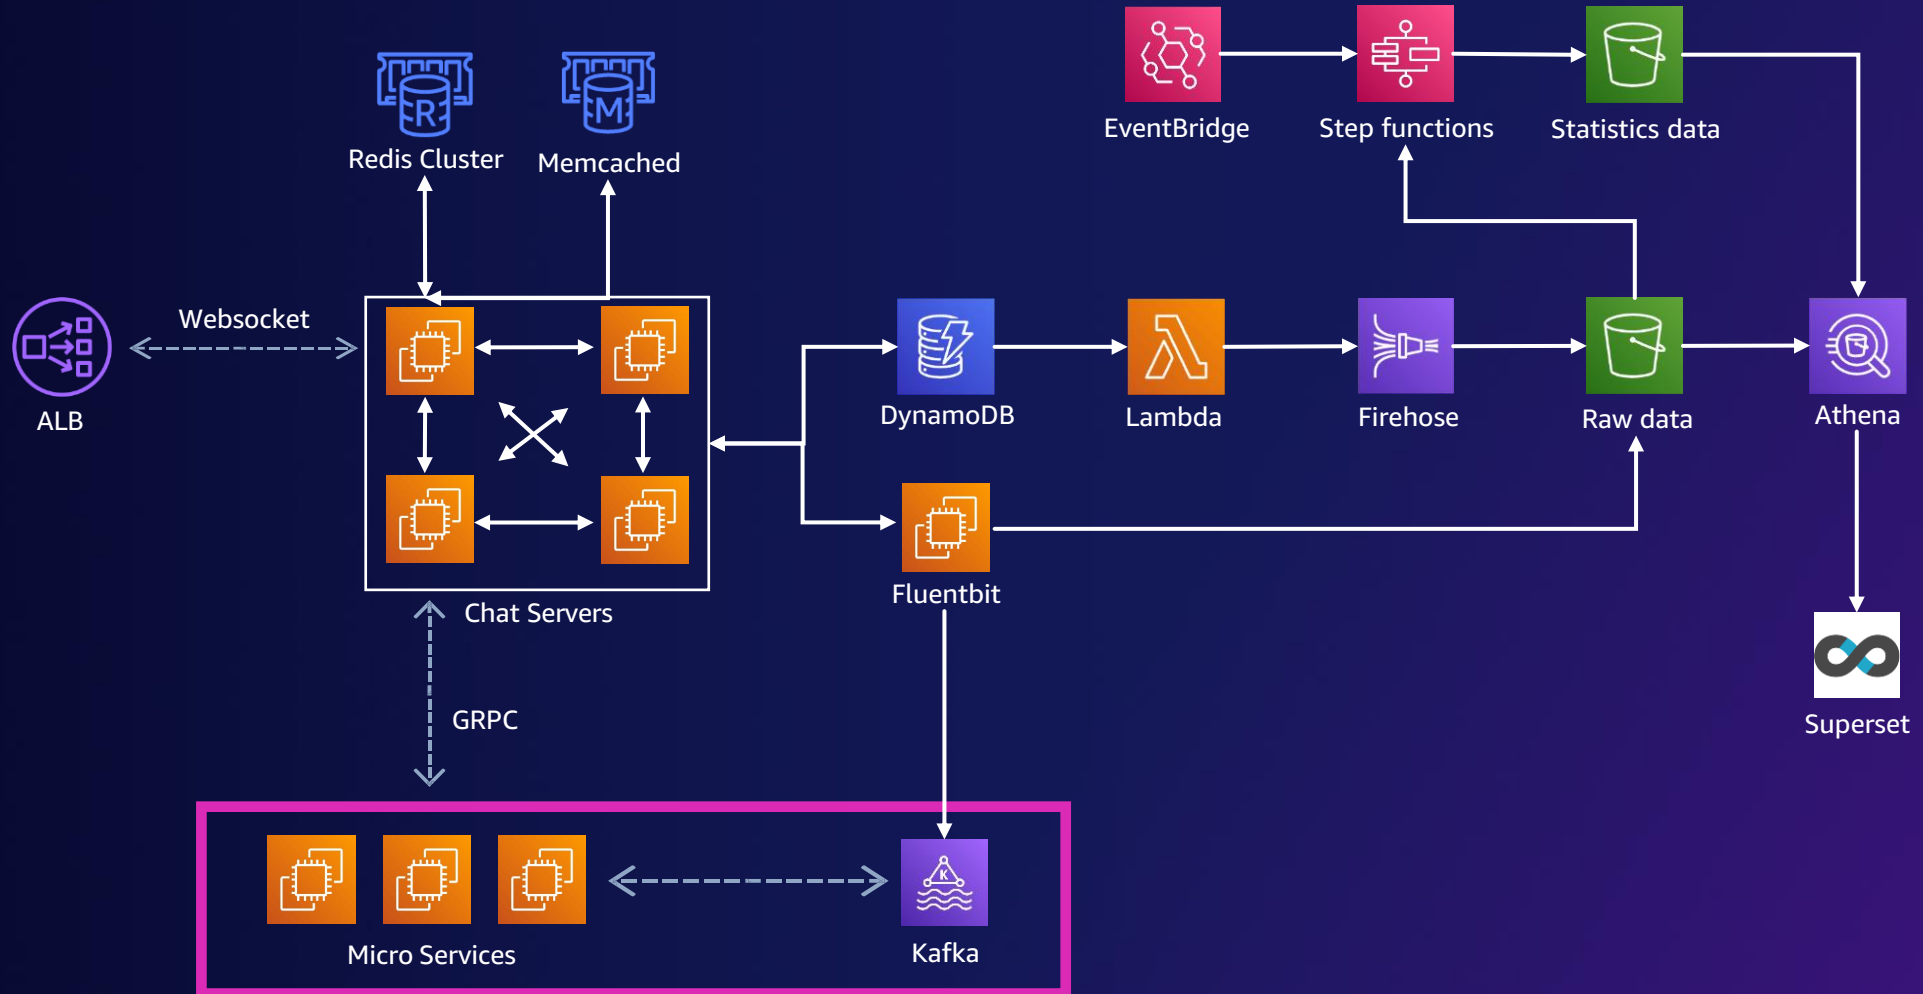 EventBridge
Step functions
Statistics data
Redis Cluster
Memcached
R
M
Websocket
ALB
DynamoDB
Lambda
Firehose
Raw data
Athena
Fluentbit
Chat Servers
GRPC
Superset
K
Micro Services
Kafka